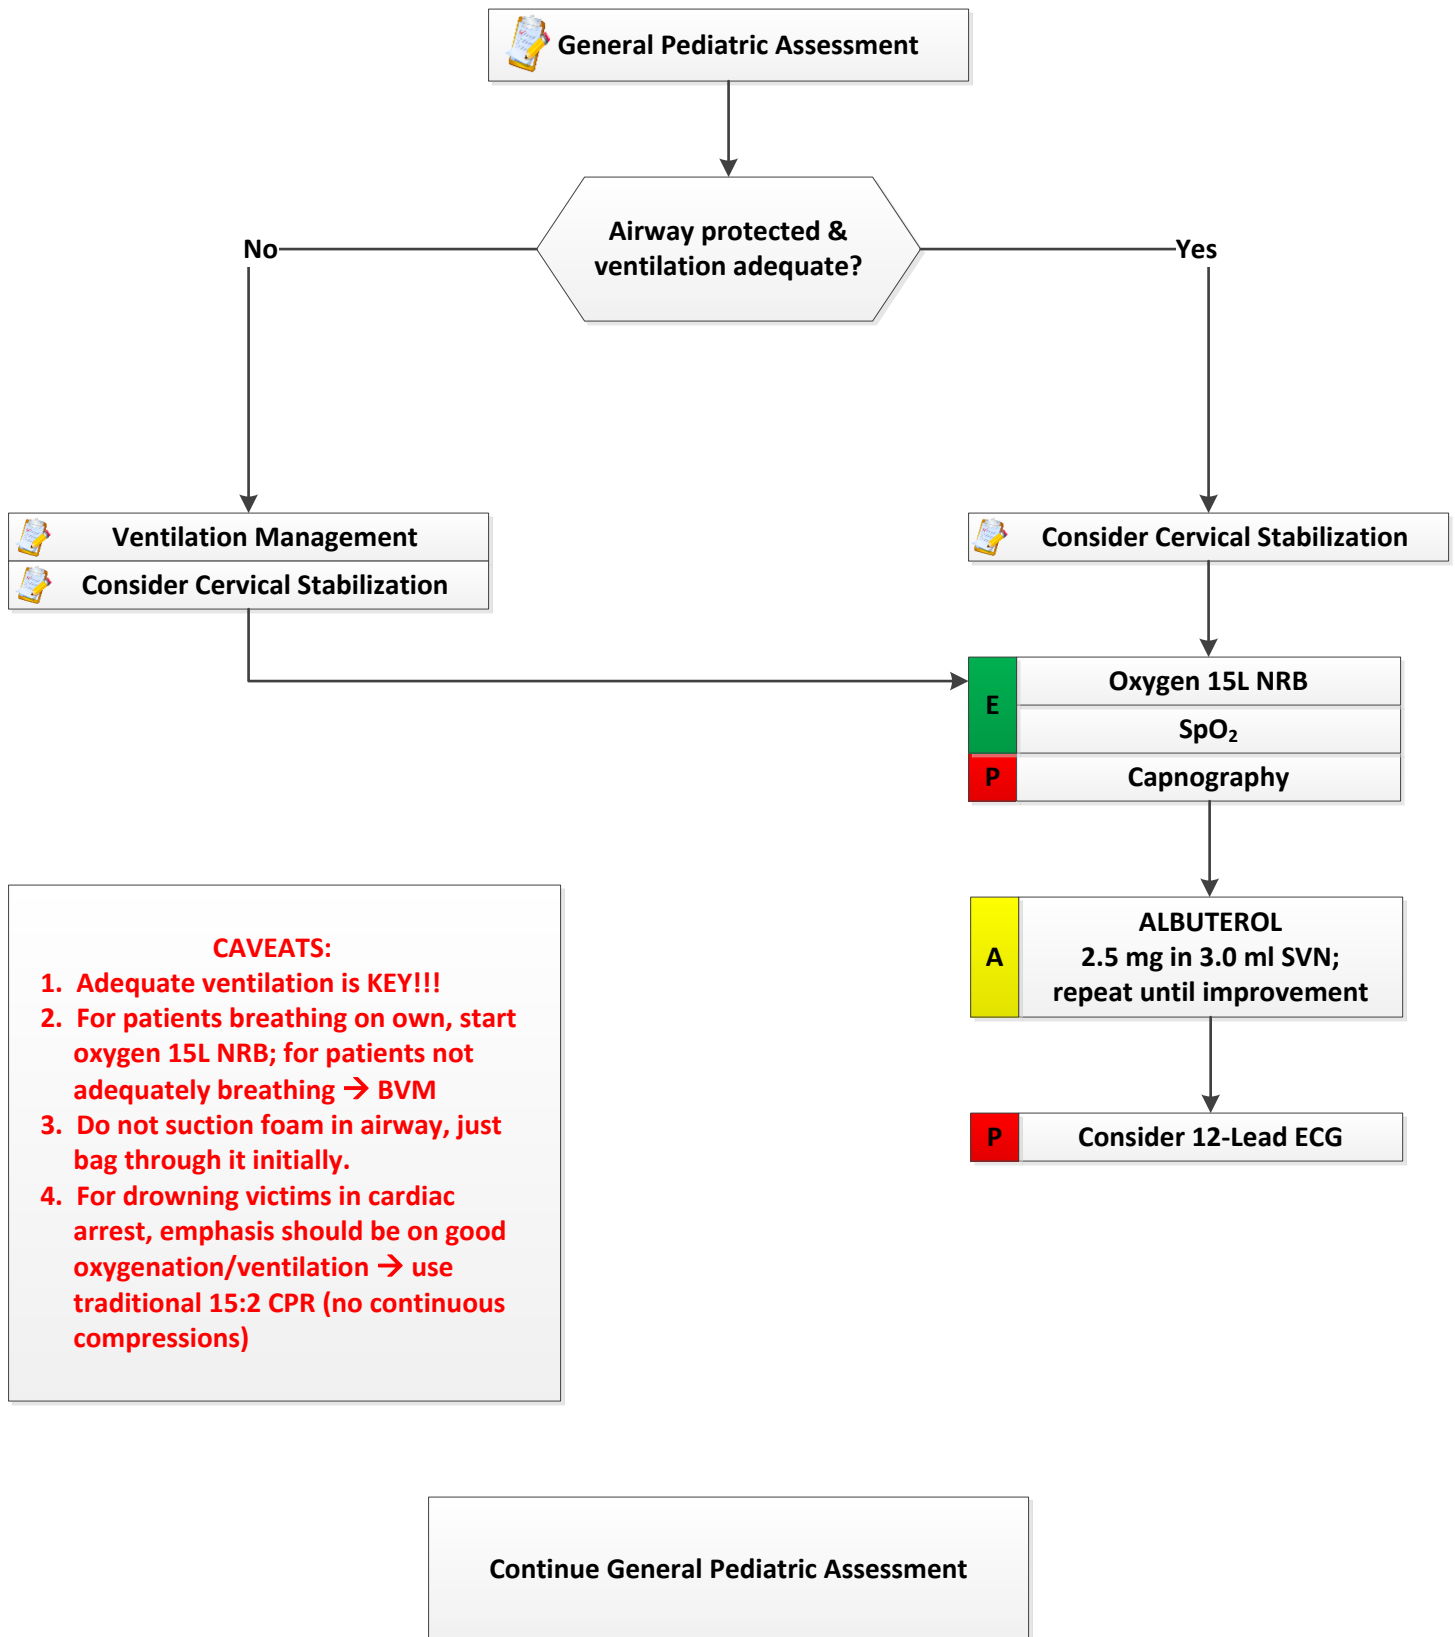 General Pediatric Assessment
Airway protected &
ventilation adequate?
No
Yes
Ventilation Management
Consider Cervical Stabilization
Consider Cervical Stabilization
E
Oxygen 15L NRB
SpO₂
P
Capnography
A
ALBUTEROL
2.5 mg in 3.0 ml SVN;
repeat until improvement
P
Consider 12-Lead ECG
CAVEATS:
1. Adequate ventilation is KEY!!!
2. For patients breathing on own, start
oxygen 15L NRB; for patients not
adequately breathing → BVM
3. Do not suction foam in airway, just
bag through it initially.
4. For drowning victims in cardiac
arrest, emphasis should be on good
oxygenation/ventilation → use
traditional 15:2 CPR (no continuous
compressions)
Continue General Pediatric Assessment